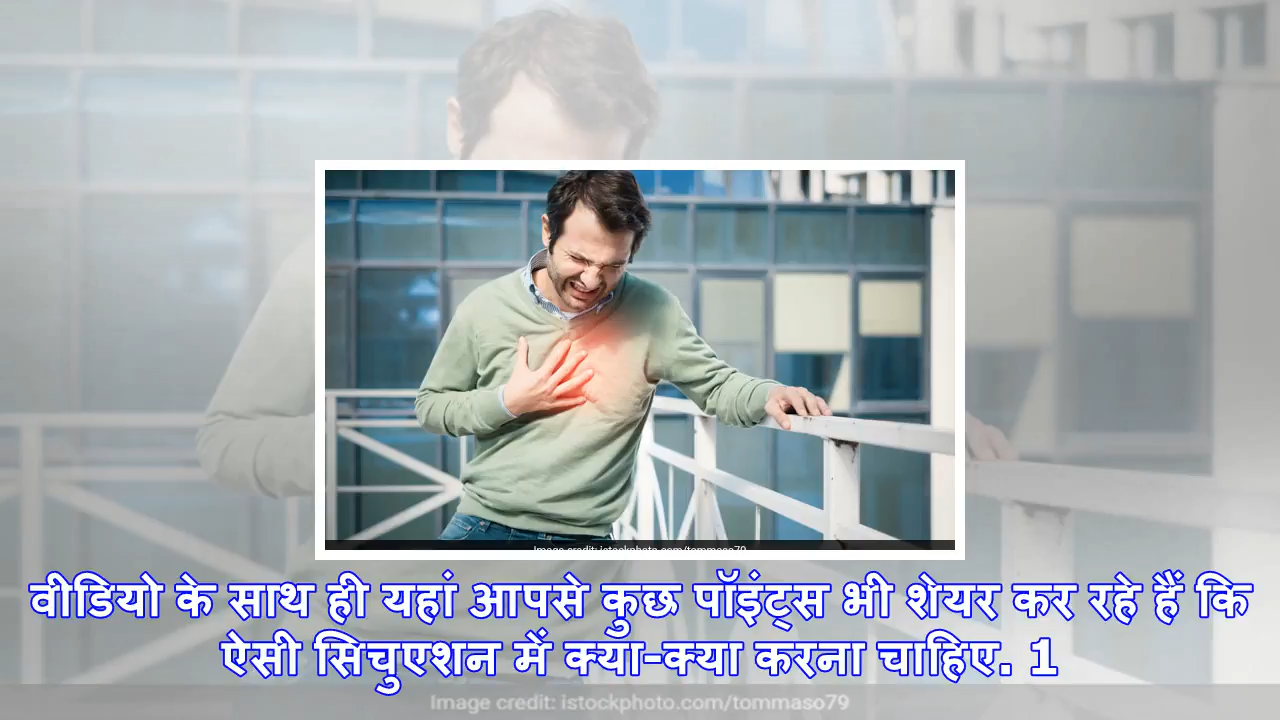 Image credit: istockphoto.com/tommaso79
वीडियो के साथ ही यहां आपसे कुछ पॉइंट्स भी शेयर कर रहे हैं कि
ऐसी सिचुएशन में क्या-क्या करना चाहिए. 1
Image credit: istockphoto.com/tommaso79